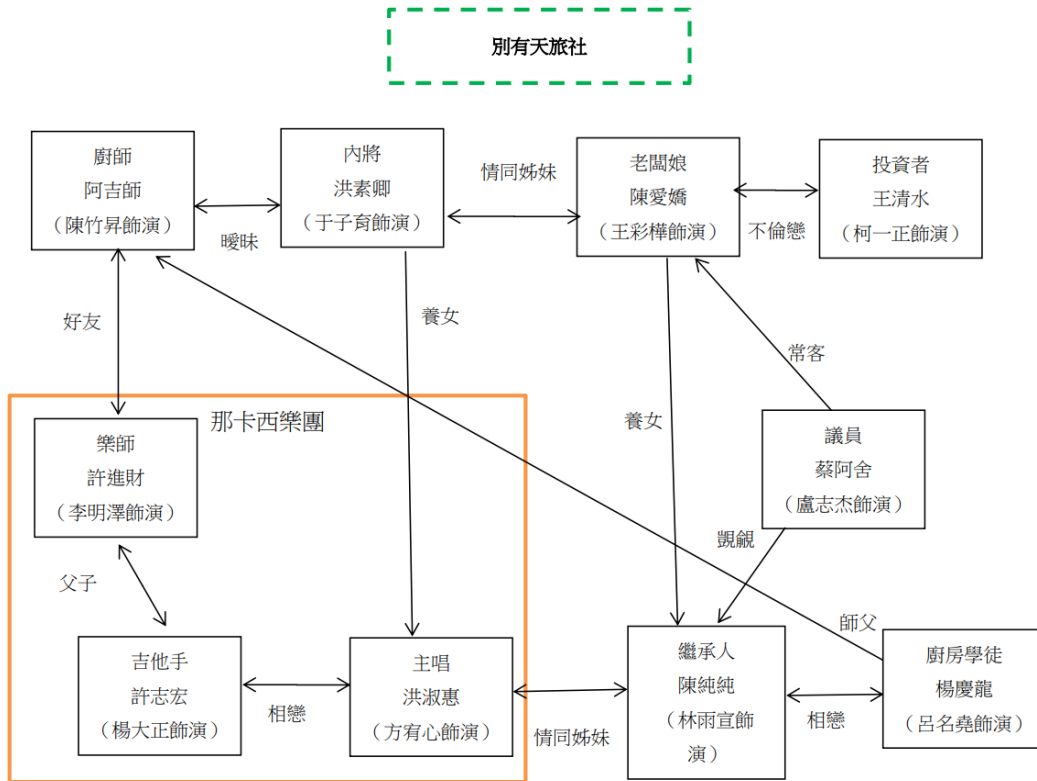 別有天旅社
廚師
阿吉師
（陳竹昇飾演）
曖昧
內將
洪素卿
（于子育飾演）
情同姊妹
老闆娘
陳愛嬌
（王彩樺飾演）
不倫戀
投資者
王清水
（柯一正飾演）
好友
養女
常客
那卡西樂團
樂師
許進財
（李明澤飾演）
養女
議員
蔡阿舍
（盧志杰飾演）
覬覦
父子
師父
吉他手
許志宏
（楊大正飾演）
相戀
主唱
洪淑惠
（方宥心飾演）
情同姊妹
繼承人
陳純純
（林雨宣飾
演）
相戀
廚房學徒
楊慶龍
（呂名堯飾演）